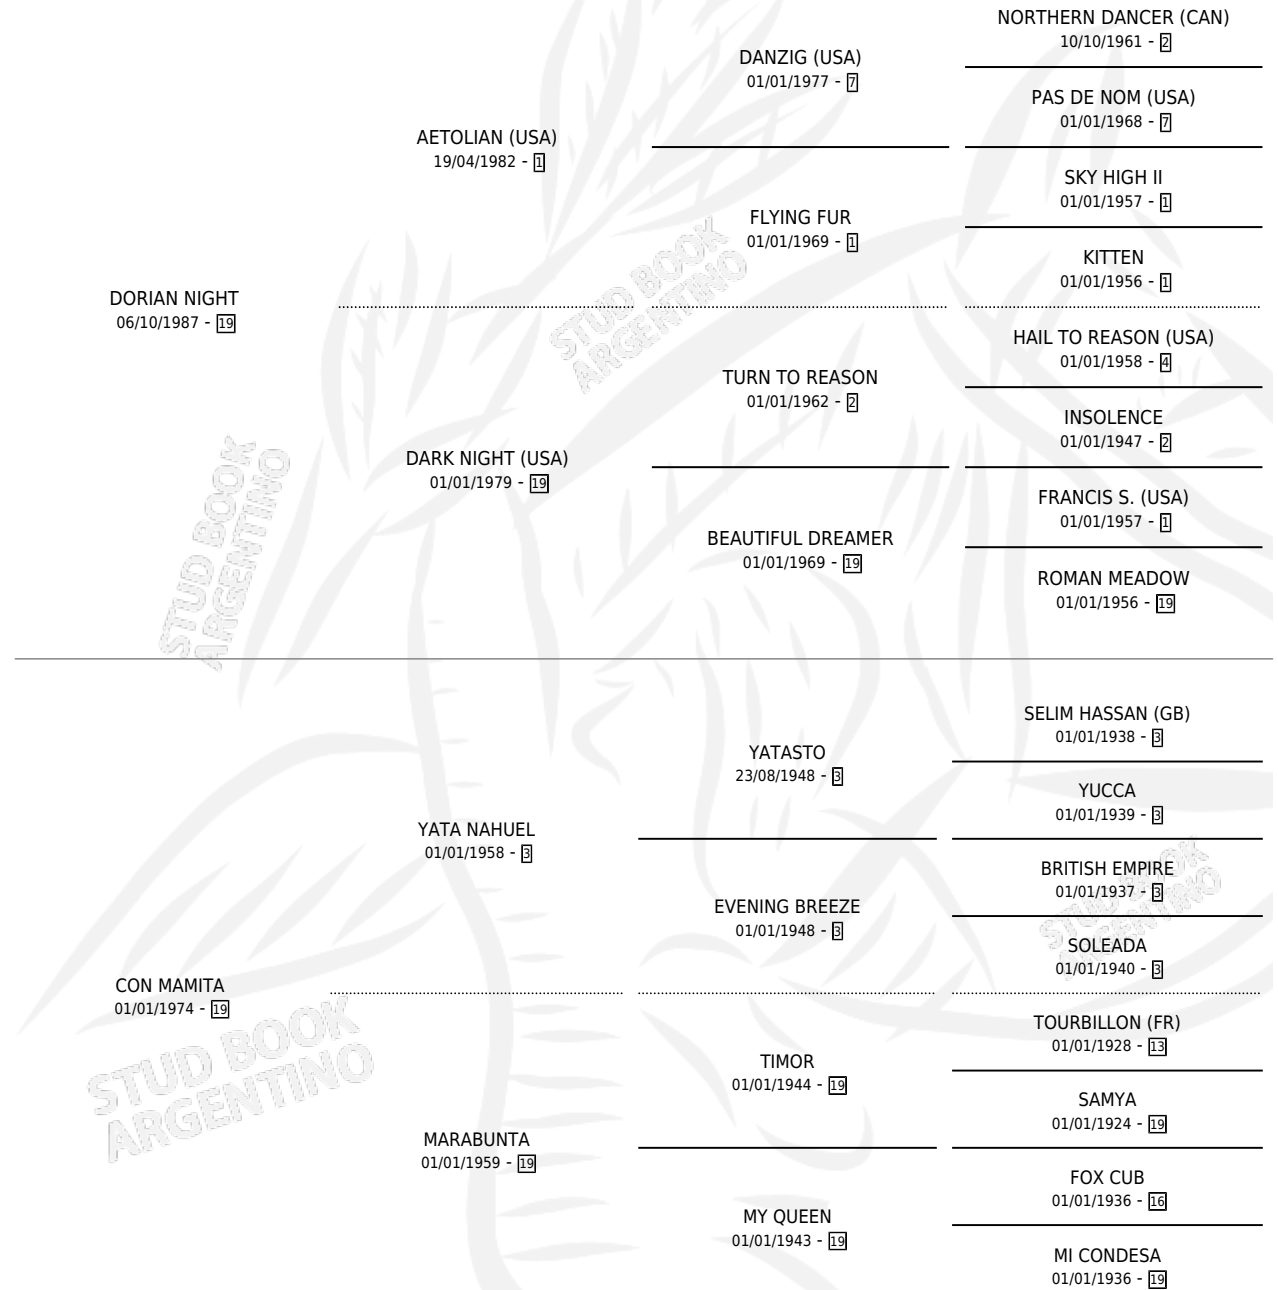 NORTHERN DANCER (CAN)
10/10/1961 - 2
DANZIG (USA)
01/01/1977 - 7
PAS DE NOM (USA)
01/01/1968 - 7
AETOLIAN (USA)
19/04/1982 - 1
SKY HIGH II
01/01/1957 - 1
FLYING FUR
01/01/1969 - 1
KITTEN
01/01/1956 - 1
DORIAN NIGHT
06/10/1987 - 19
HAIL TO REASON (USA)
01/01/1958 - 4
TURN TO REASON
01/01/1962 - 2
INSOLENCE
01/01/1947 - 2
DARK NIGHT (USA)
01/01/1979 - 19
FRANCIS S. (USA)
01/01/1957 - 1
BEAUTIFUL DREAMER
01/01/1969 - 19
ROMAN MEADOW
01/01/1956 - 19
STUD BOOK
ARGENTINO
STUD BOOK
ARGENTINO
SELIM HASSAN (GB)
01/01/1938 - 3
YATASTO
23/08/1948 - 3
YUCCA
01/01/1939 - 3
YATA NAHUEL
01/01/1958 - 3
BRITISH EMPIRE
01/01/1937 - 3
EVENING BREEZE
01/01/1948 - 3
SOLEADA
01/01/1940 - 3
STUD BOOK
ARGENTINO
CON MAMITA
01/01/1974 - 19
TOURBILLON (FR)
01/01/1928 - 13
TIMOR
01/01/1944 - 19
SAMYA
01/01/1924 - 19
MARABUNTA
01/01/1959 - 19
FOX CUB
01/01/1936 - 16
MY QUEEN
01/01/1943 - 19
MI CONDESA
01/01/1936 - 19
STUD BOOK
ARGENTINO